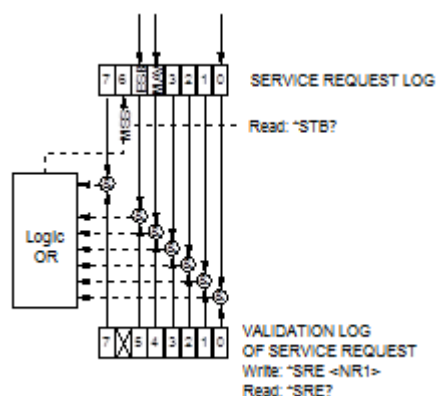 7 6 ESB MAV 3 2 1 0
SERVICE REQUEST LOG
MSS
Read: *STB?
Logic
OR
& & & & & & &
7 5 4 3 2 1 0
VALIDATION LOG
OF SERVICE REQUEST
Write: *SRE <NR1>
Read: *SRE?